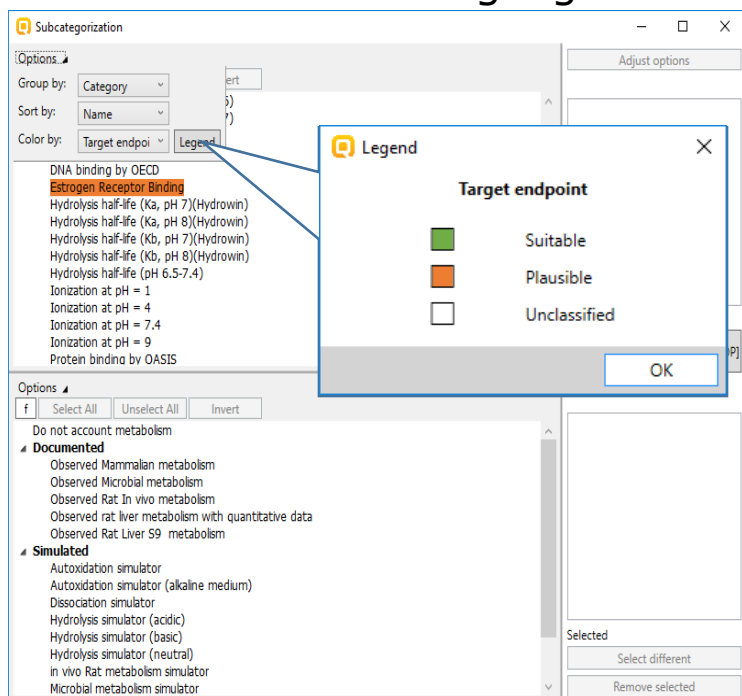 Subcategorization
Options
Adjust options
Group by: Category
Sort by: Name
Color by: Target endpoi Legend
DNA binding by OECD
Estrogen Receptor Binding
Hydrolysis half-life (Ka, pH 7)(Hydrowin)
Hydrolysis half-life (Ka, pH 8)(Hydrowin)
Hydrolysis half-life (Kb, pH 7)(Hydrowin)
Hydrolysis half-life (Kb, pH 8)(Hydrowin)
Hydrolysis half-life (pH 6.5-7.4)
Ionization at pH = 1
Ionization at pH = 4
Ionization at pH = 7.4
Ionization at pH = 9
Protein binding by OASIS
Legend
Target endpoint
Suitable
Plausible
Unclassified
OK
Options
f Select All Unselect All Invert
Do not account metabolism
Documented
Observed Mammalian metabolism
Observed Microbial metabolism
Observed Rat In vivo metabolism
Observed rat liver metabolism with quantitative data
Observed Rat Liver S9 metabolism
Simulated
Autoxidation simulator
Autoxidation simulator (alkaline medium)
Dissociation simulator
Hydrolysis simulator (acidic)
Hydrolysis simulator (basic)
Hydrolysis simulator (neutral)
in vivo Rat metabolism simulator
Microbial metabolism simulator
Selected
Select different
Remove selected